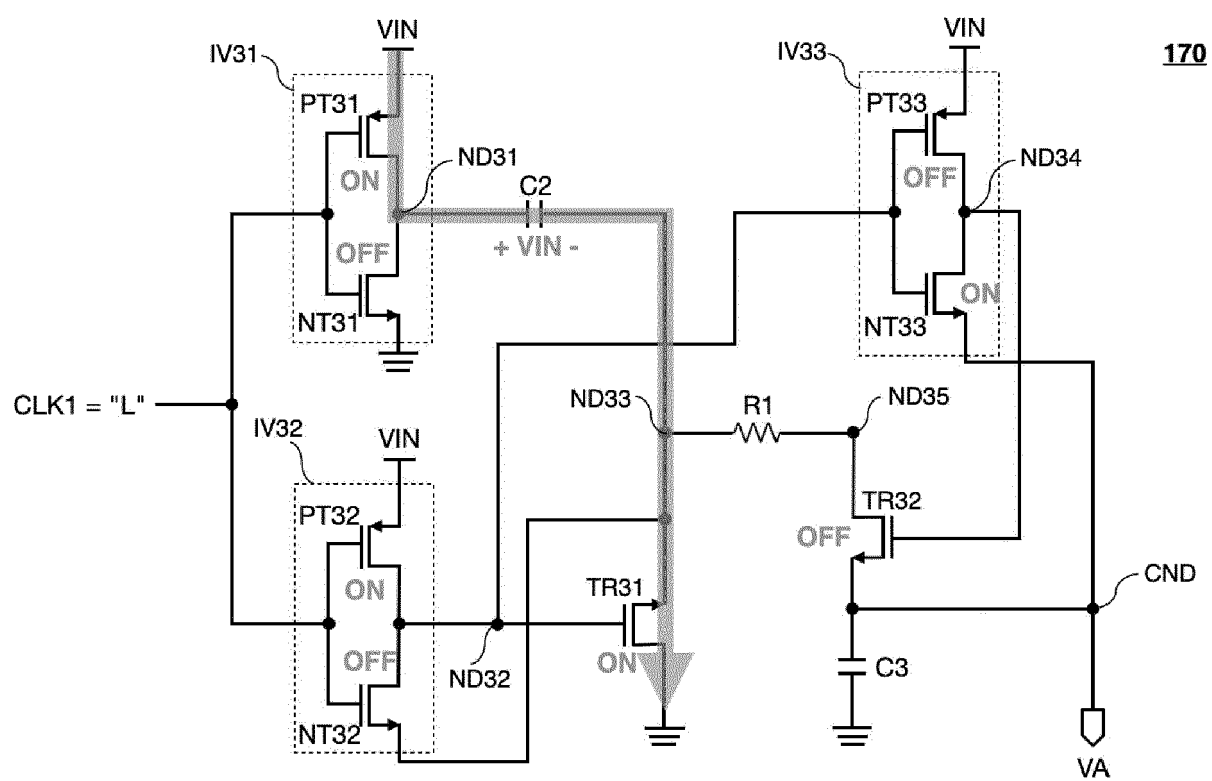 170
VIN
IV31
PT31
ON
ND31
C2
+ VIN -
OFF
NT31
VIN
IV33
PT33
OFF
ND34
ON
NT33
CLK1 = "L"
IV32
VIN
PT32
ON
OFF
NT32
ND32
ND33
R1
ND35
TR31
ON
TR32
OFF
CND
C3
VA